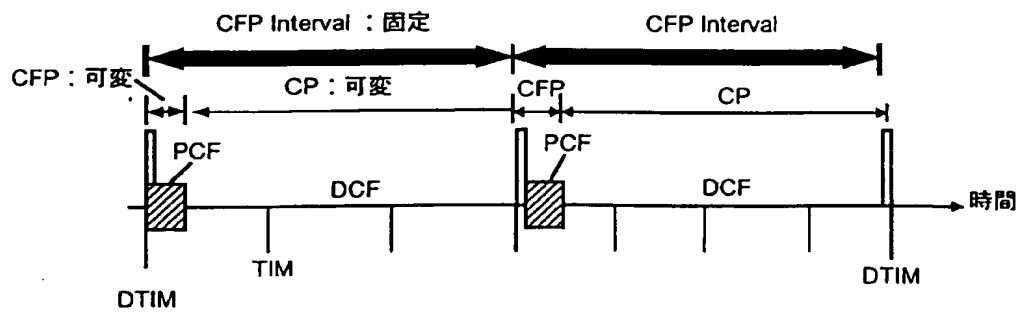 CFP Interval：固定
CFP Interval
CFP：可変
CP：可変
CFP
CP
PCF
DCF
PCF
DCF
時間
TIM
DTIM
DTIM